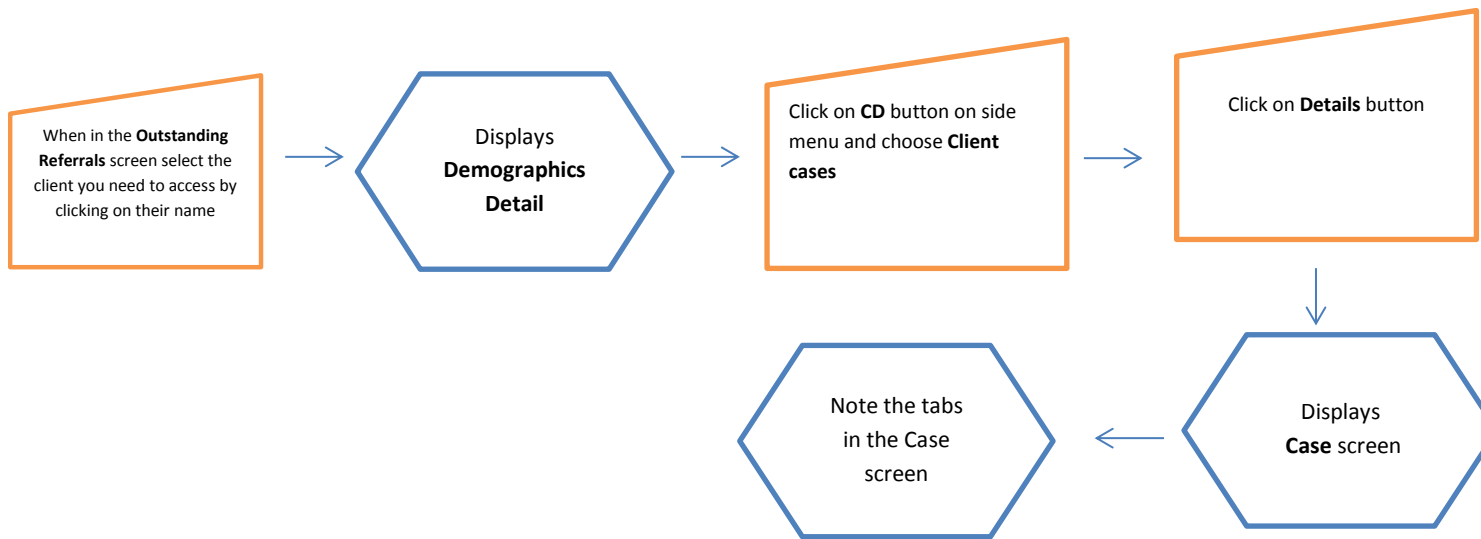 When in the Outstanding
Referrals screen select the
client you need to access by
clicking on their name
Displays
Demographics
Detail
Click on CD button on side
menu and choose Client
cases
Click on Details button
Displays
Case screen
Note the tabs
in the Case
screen